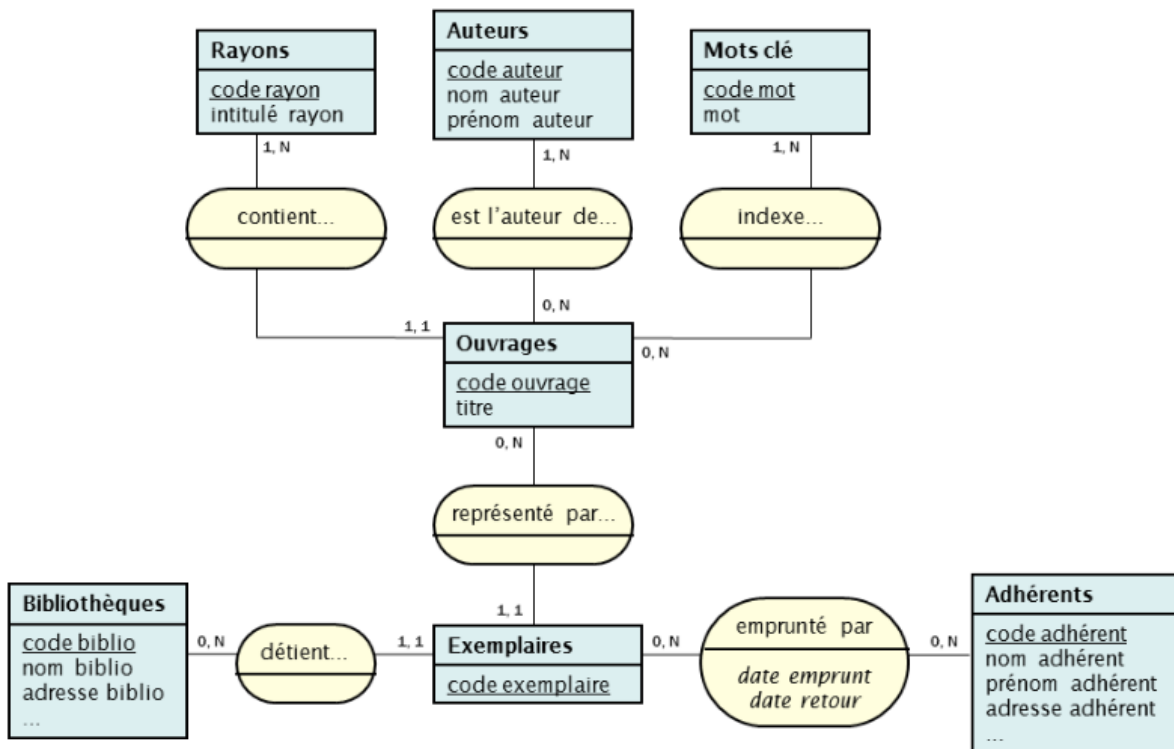 Rayons
code rayon
intitulé rayon
Auteurs
code auteur
nom auteur
prénom auteur
Mots clé
code mot
mot
1, N
1, N
1, N
contient...
est l'auteur de...
indexe...
1, 1
0, N
0, N
Ouvrages
code ouvrage
titre
0, N
représenté par...
1, 1
Bibliothèques
code biblio
nom biblio
adresse biblio
...
0, N
détient...
1, 1
Exemplaires
code exemplaire
0, N
emprunté par
date emprunt
date retour
0, N
Adhérents
code adhérent
nom adhérent
prénom adhérent
adresse adhérent
...